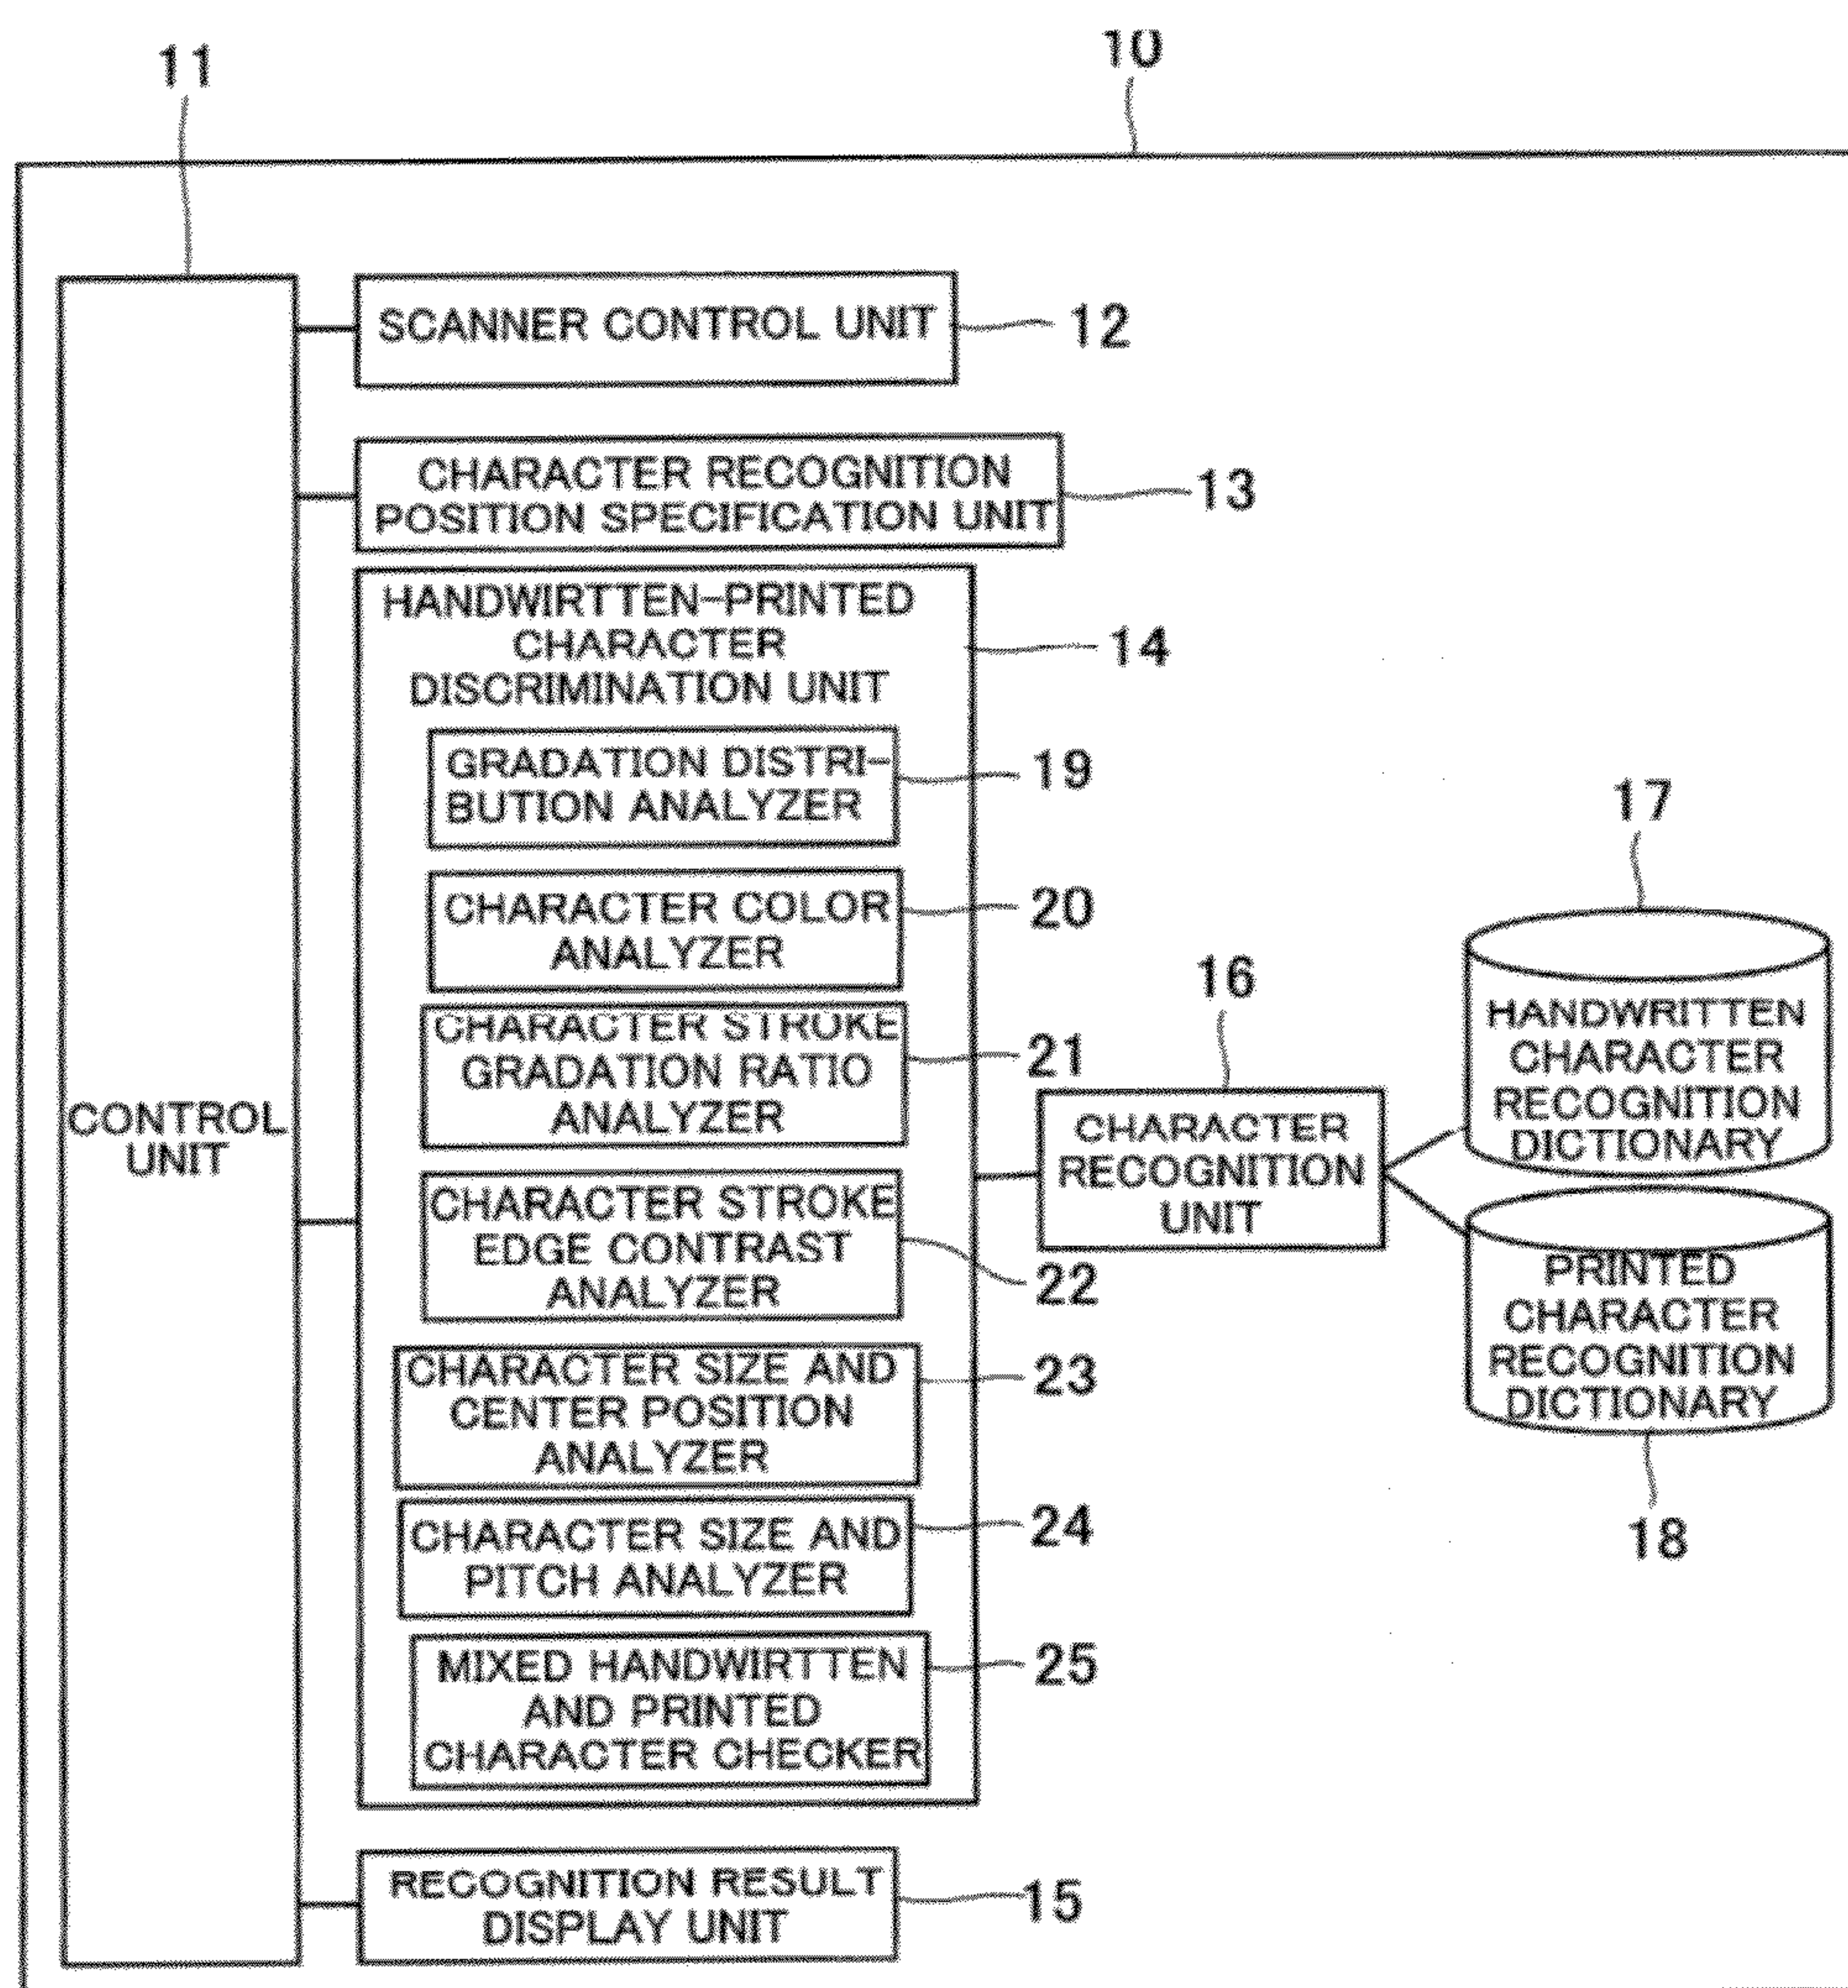 10
11
SCANNER CONTROL UNIT
12
CHARACTER RECOGNITION
POSITION SPECIFICATION UNIT
13
HANDWIRTTEN-PRINTED
CHARACTER
DISCRIMINATION UNIT
14
GRADATION DISTRI-
BUTION ANALYZER
19
CHARACTER COLOR
ANALYZER
20
CHARACTER STROKE
GRADATION RATIO
ANALYZER
21
CONTROL
UNIT
CHARACTER STROKE
EDGE CONTRAST
ANALYZER
22
CHARACTER SIZE AND
CENTER POSITION
ANALYZER
23
CHARACTER SIZE AND
PITCH ANALYZER
24
MIXED HANDWIRTTEN
AND PRINTED
CHARACTER CHECKER
25
RECOGNITION RESULT
DISPLAY UNIT
15
16
CHARACTER
RECOGNITION
UNIT
17
HANDWRITTEN
CHARACTER
RECOGNITION
DICTIONARY
PRINTED
CHARACTER
RECOGNITION
DICTIONARY
18